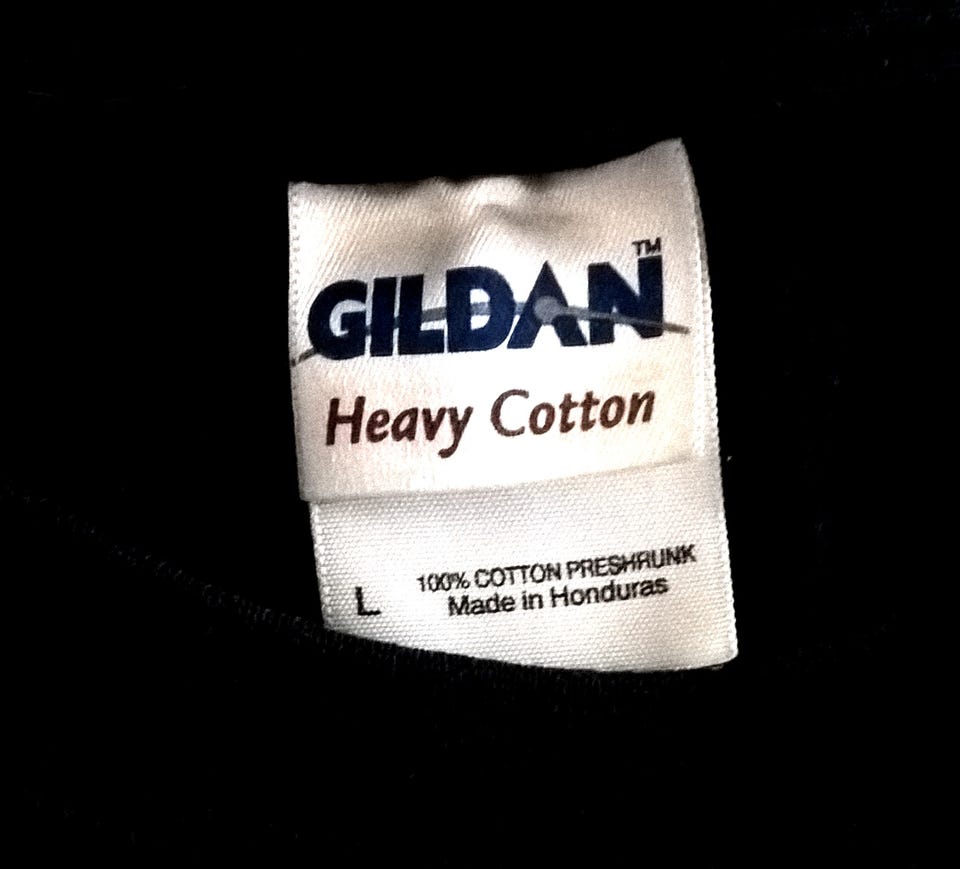 GILDAN™
Heavy Cotton
L 100% COTTON PRESHRUNK
Made in Honduras